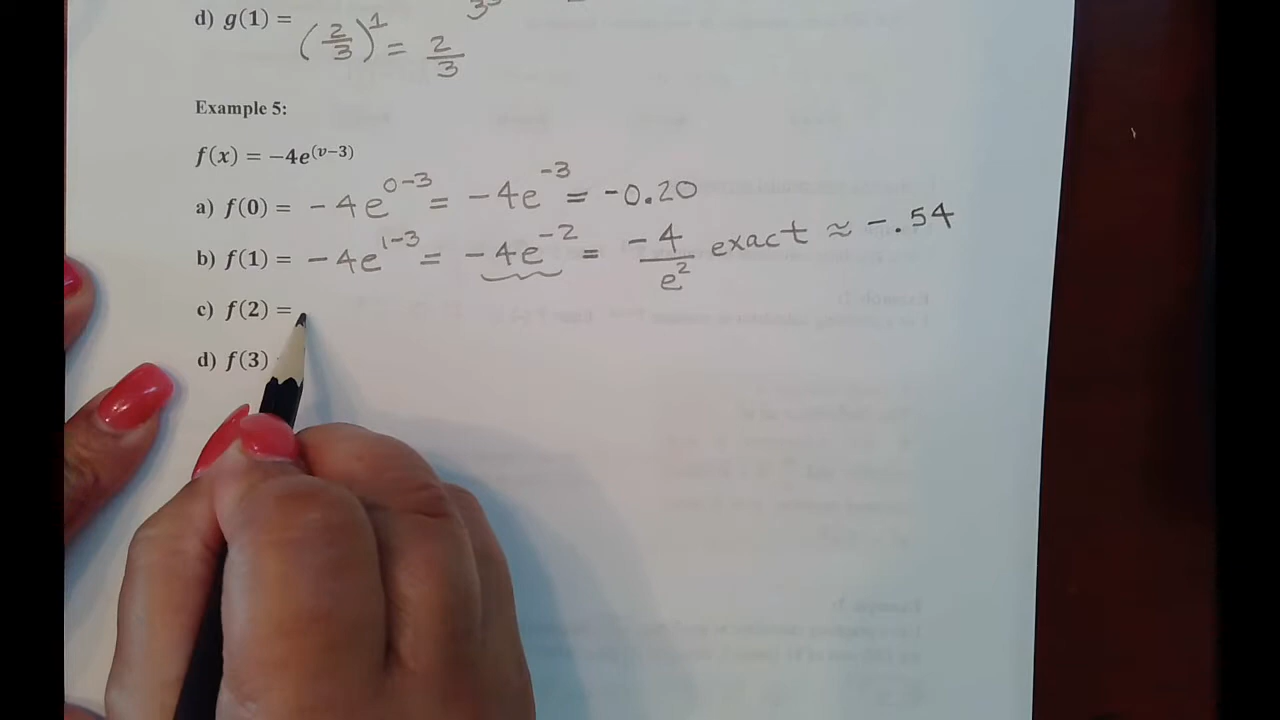 d) g(1) = (2/3)^1 = 2/3
Example 5:
f(x) = −4e^(v−3)
a) f(0) = -4e^0-3 = -4e^-3 = -0.20
b) f(1) = -4e^1-3 = -4e^-2 = -4/e^2 exact ≈ -.54
c) f(2) =
d) f(3)